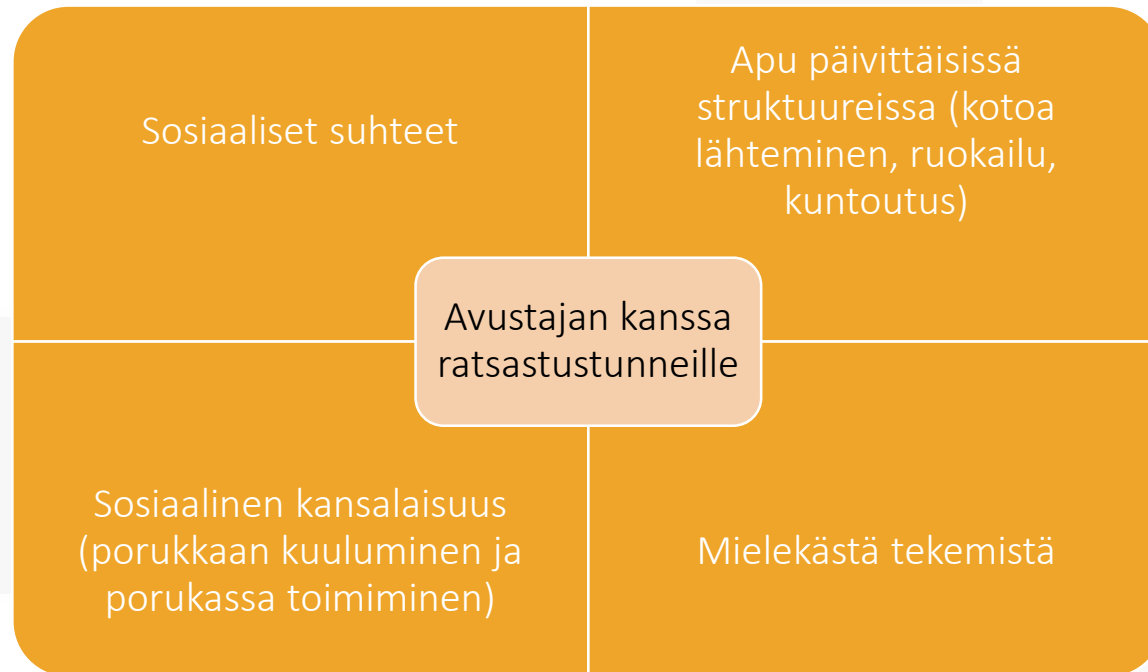 Sosiaaliset suhteet
Apu päivittäisissä
struktuureissa (kotoa
lähteminen, ruokailu,
kuntoutus)
Avustajan kanssa
ratsastustunneille
Sosiaalinen kansalaisuus
(porukkaan kuuluminen ja
porukassa toimiminen)
Mielekästä tekemistä